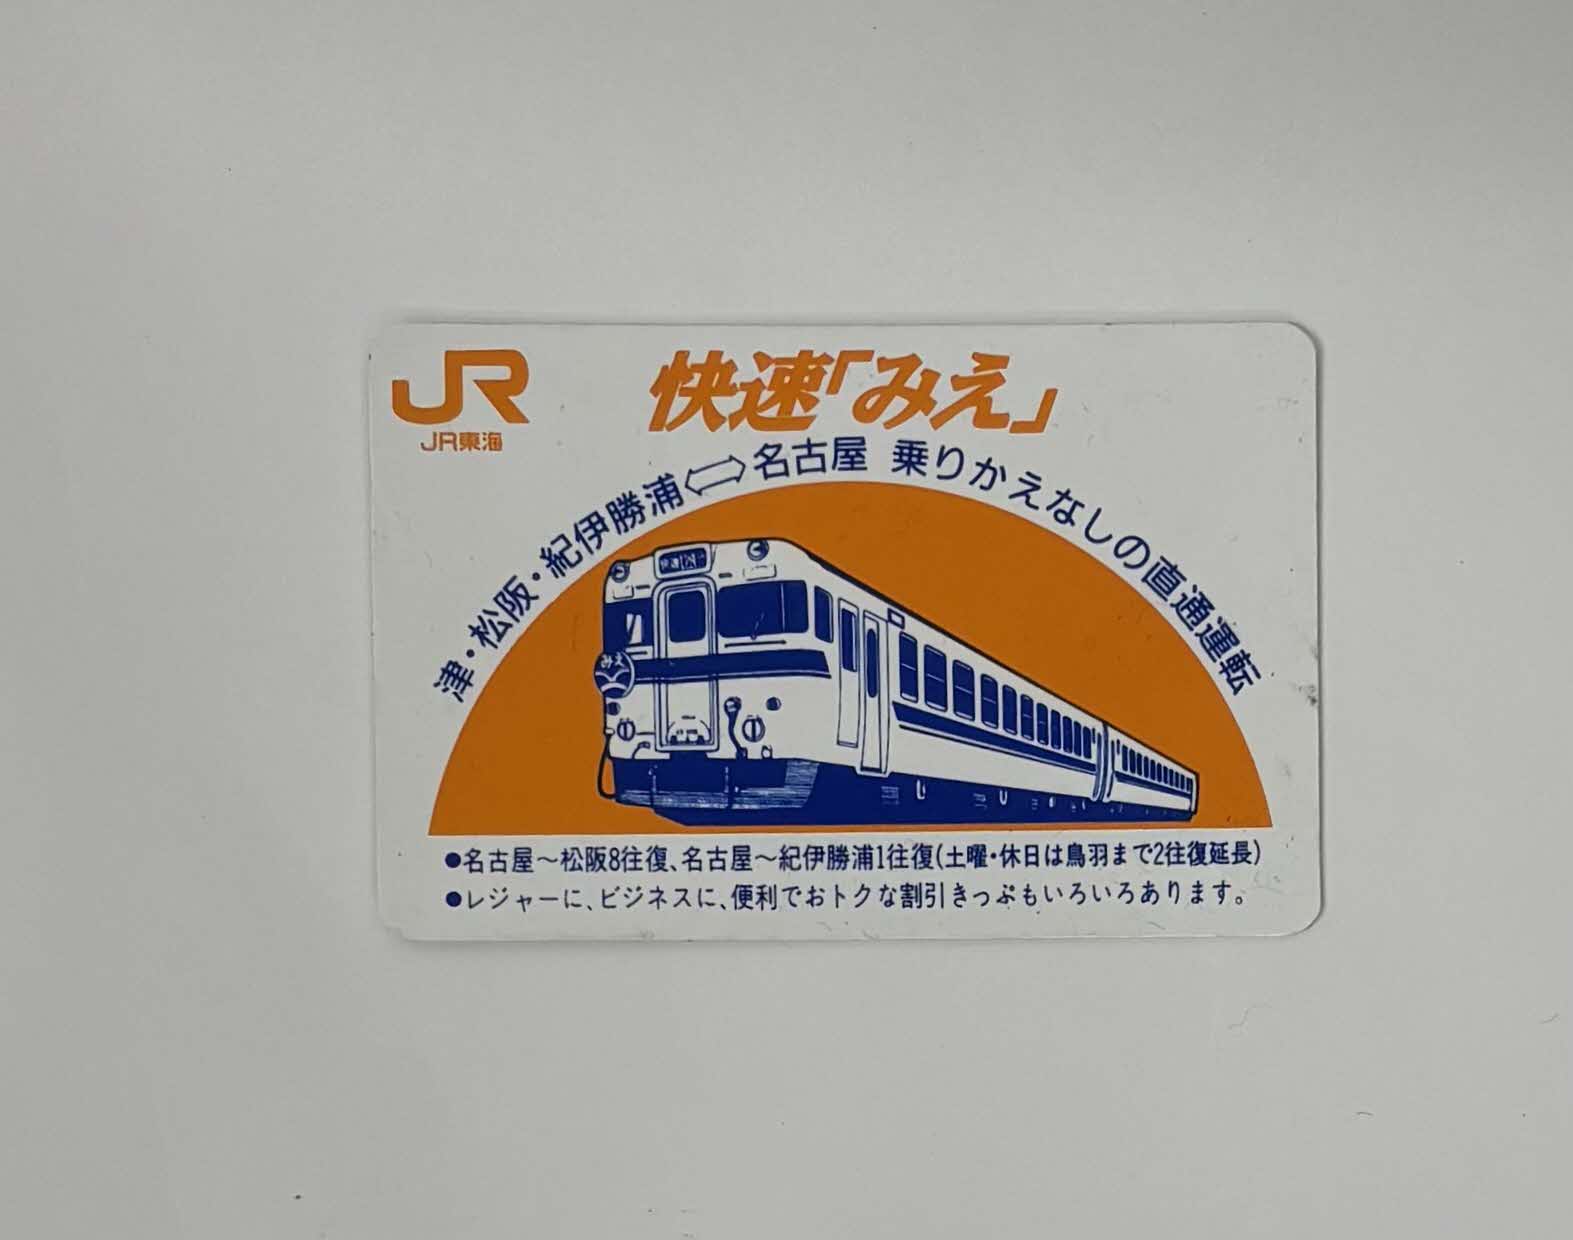 JR
JR東海
快速「みえ」
津・松阪・紀伊勝浦⇔名古屋 乗りかえなしの直通運転
みえ
●名古屋〜松阪8往復、名古屋〜紀伊勝浦1往復(土曜・休日は鳥羽まで2往復延長)
●レジャーに、ビジネスに、便利でおトクな割引きっぷもいろいろあります。